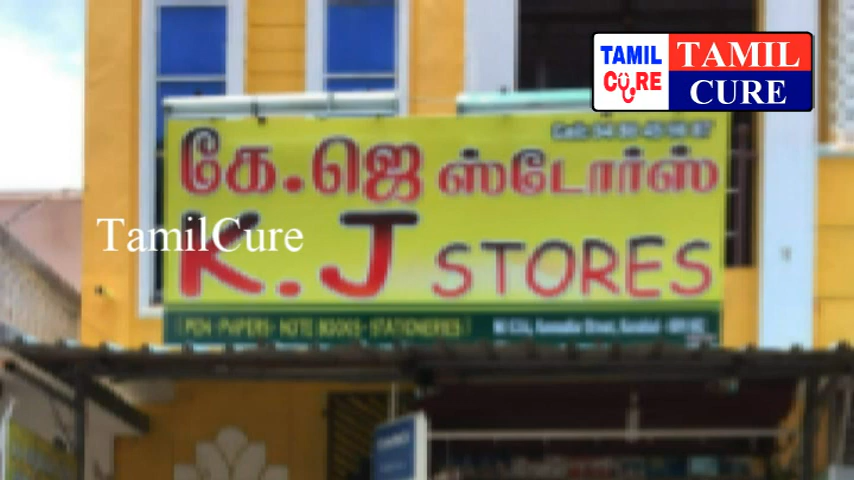 TAMIL CURE
TAMIL CURE
கே.ஜெ ஸ்டோர்ஸ்
TamilCure
K.J STORES
PEN - PAPERS - NOTE BOOKS - STATIONERIES